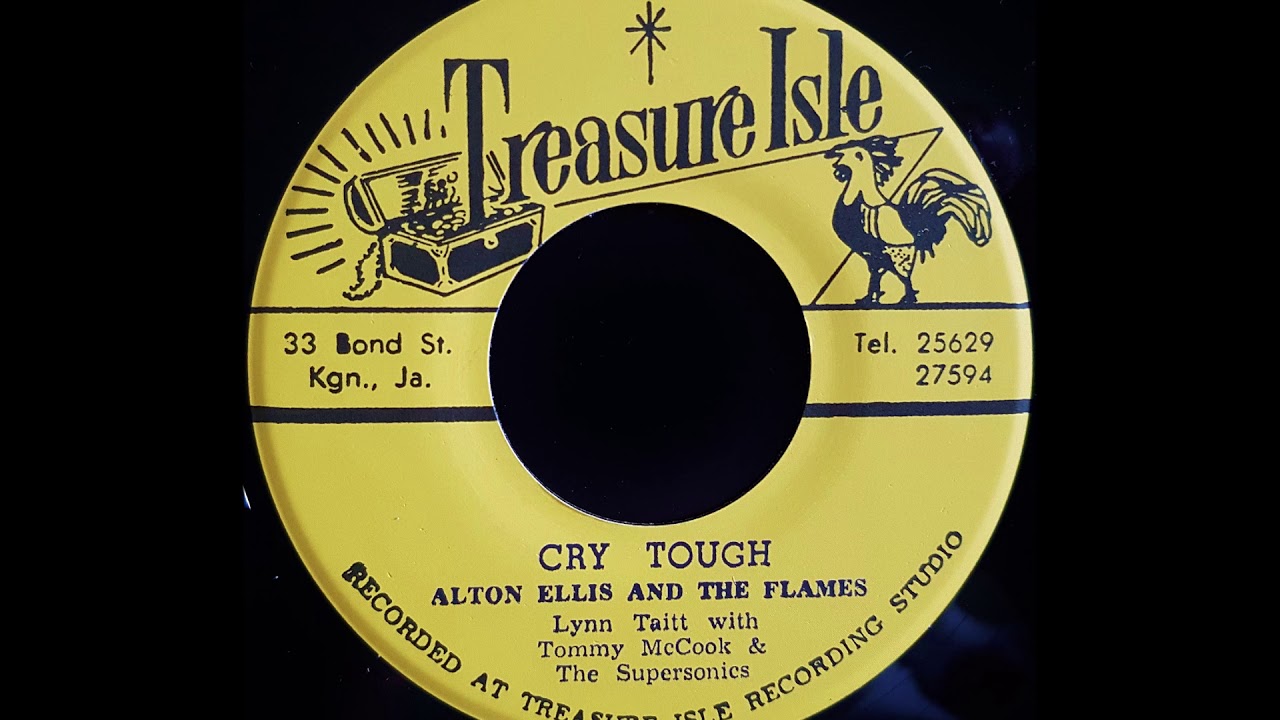 Treasure Isle
33 Bond St.
Kgn., Ja.
Tel. 25629
27594
CRY TOUGH
ALTON ELLIS AND THE FLAMES
Lynn Taitt with
Tommy McCook &
The Supersonics
RECORDED AT TREASURE ISLE RECORDING STUDIO